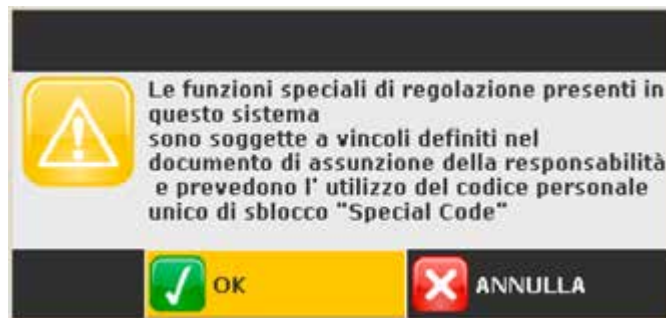 Le funzioni speciali di regolazione presenti in
questo sistema
sono soggette a vincoli definiti nel
documento di assunzione della responsabilità
e prevedono l' utilizzo del codice personale
unico di sblocco "Special Code"
OK
ANNULLA